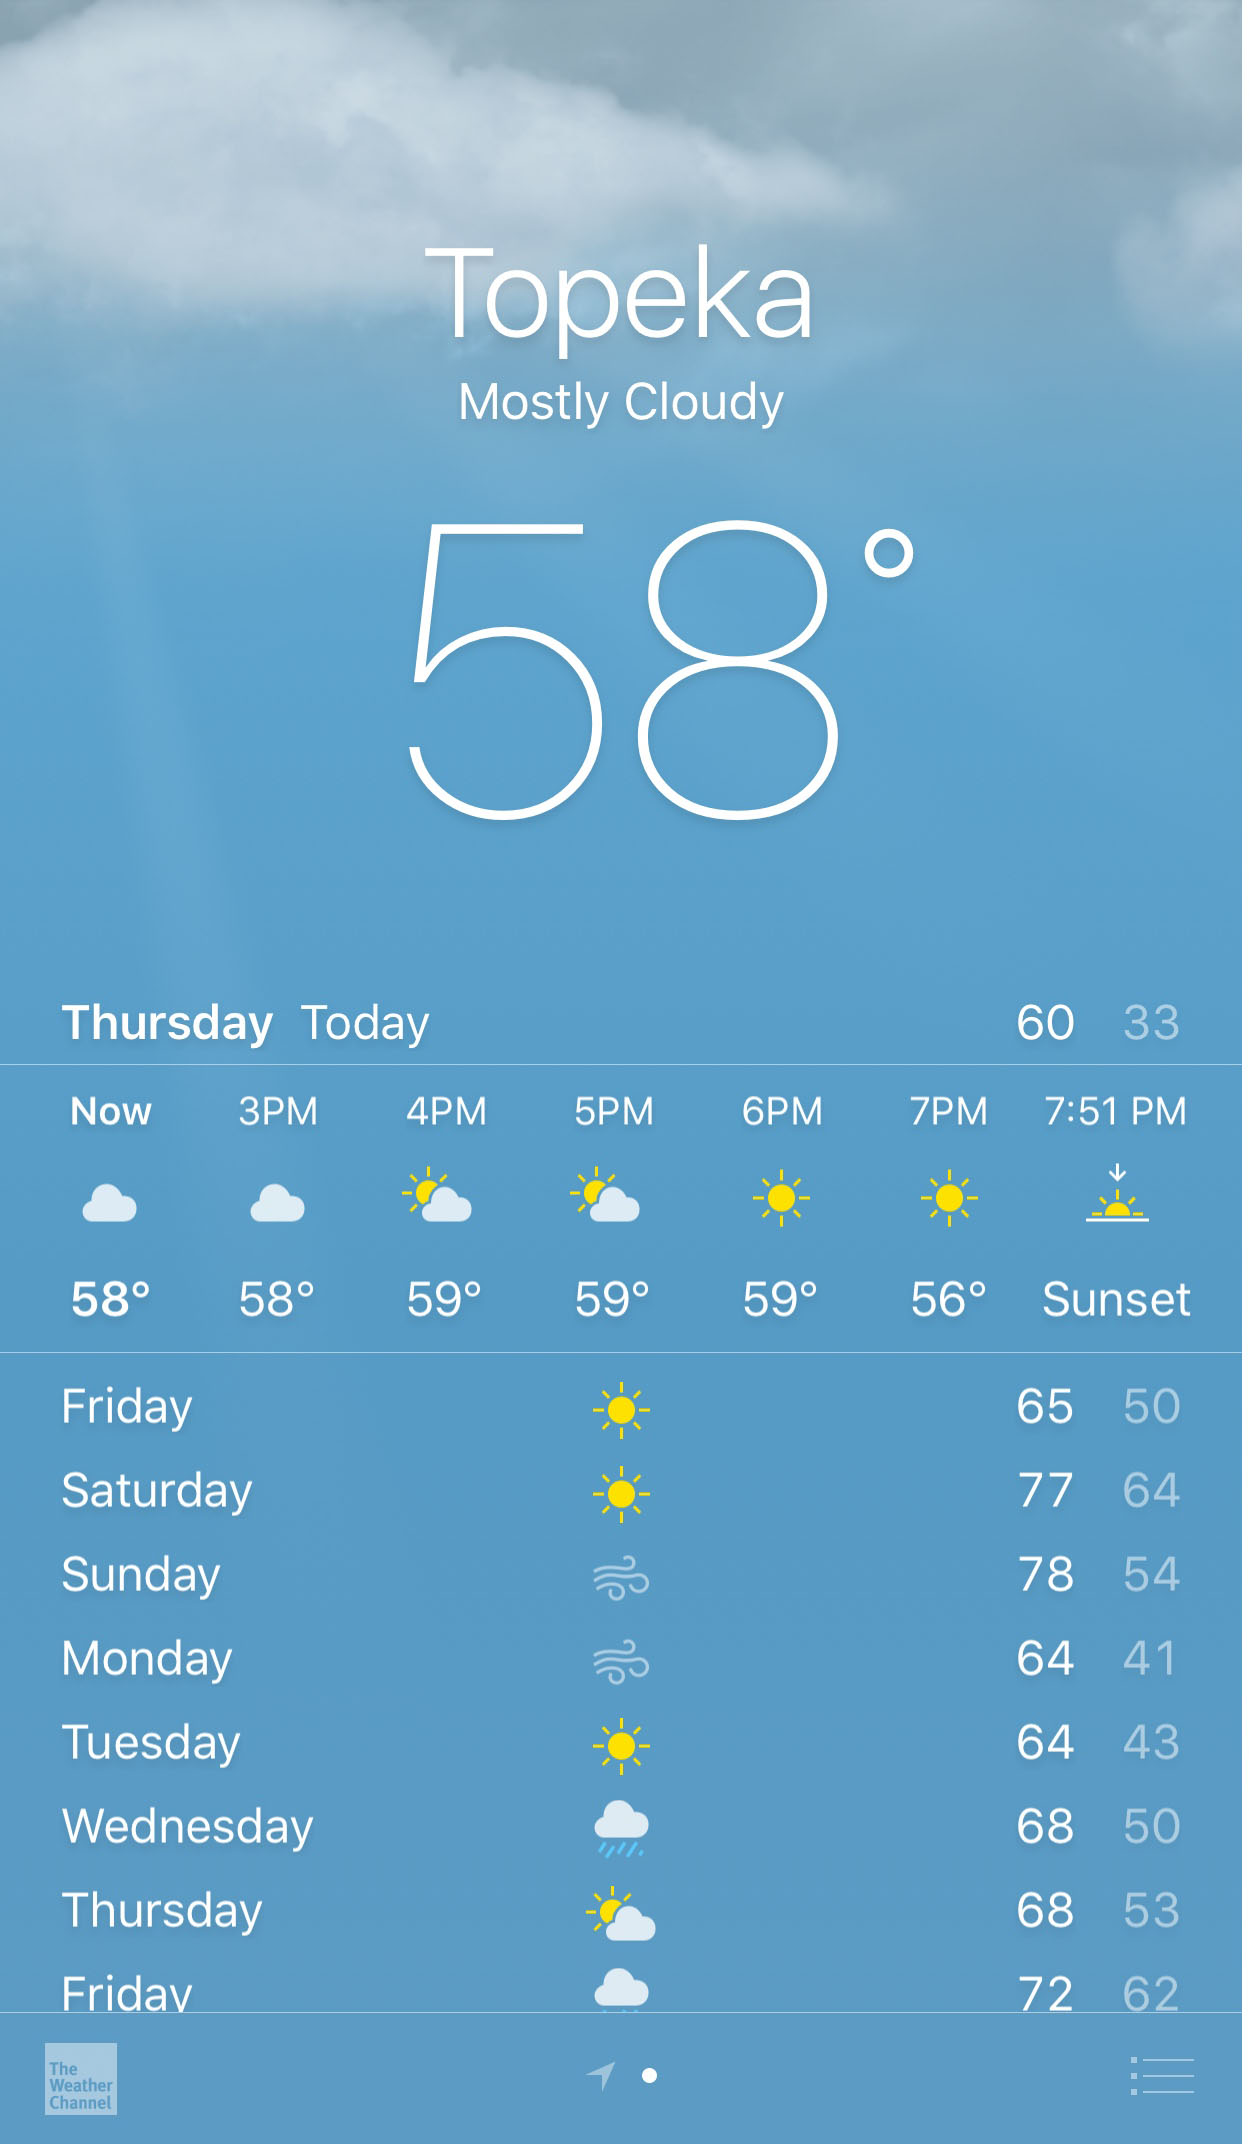 Topeka
Mostly Cloudy
58°
Thursday Today 60 33
Now 3PM 4PM 5PM 6PM 7PM 7:51 PM
58° 58° 59° 59° 59° 56° Sunset
Friday 65 50
Saturday 77 64
Sunday 78 54
Monday 64 41
Tuesday 64 43
Wednesday 68 50
Thursday 68 53
Friday 72 62
The
Weather
Channel